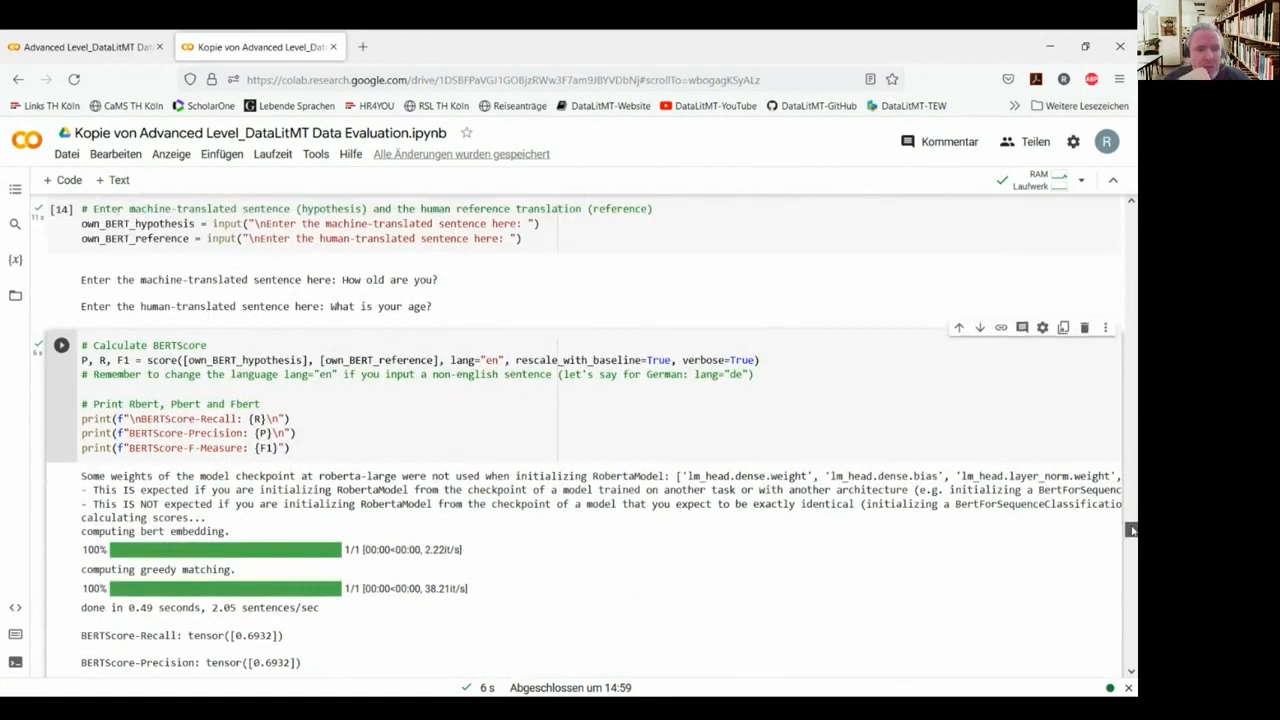 Advanced Level_DataLitMT Dat
Kopie von Advanced Level_Data
https://colab.research.google.com/drive/1DSBFPaVGJ1GOBjzRWw3F7am9JBYVDbNj#scrollTo=wbogagKSyALz
Links TH Köln
CaMS TH Köln
ScholarOne
Lebende Sprachen
HR4YOU
RSL TH Köln
Reiseanträge
DataLitMT-Website
DataLitMT-YouTube
DataLitMT-GitHub
DataLitMT-TEW
Weitere Lesezeichen
Kopie von Advanced Level_DataLitMT Data Evaluation.ipynb
Kommentar
Teilen
R
Datei Bearbeiten Anzeige Einfügen Laufzeit Tools Hilfe Alle Änderungen wurden gespeichert
+ Code + Text
RAM
Laufwerk
[14] # Enter machine-translated sentence (hypothesis) and the human reference translation (reference)
11 s
own_BERT_hypothesis = input("\nEnter the machine-translated sentence here: ")
own_BERT_reference = input("\nEnter the human-translated sentence here: ")
Enter the machine-translated sentence here: How old are you?
Enter the human-translated sentence here: What is your age?
# Calculate BERTScore
6 s
P, R, F1 = score([own_BERT_hypothesis], [own_BERT_reference], lang="en", rescale_with_baseline=True, verbose=True)
# Remember to change the language lang="en" if you input a non-english sentence (let's say for German: lang="de")
# Print Rbert, Pbert and Fbert
print(f"\nBERTScore-Recall: {R}\n")
print(f"BERTScore-Precision: {P}\n")
print(f"BERTScore-F-Measure: {F1}")
Some weights of the model checkpoint at roberta-large were not used when initializing RobertaModel: ['lm_head.dense.weight', 'lm_head.dense.bias', 'lm_head.layer_norm.weight',
- This IS expected if you are initializing RobertaModel from the checkpoint of a model trained on another task or with another architecture (e.g. initializing a BertForSequenc
- This IS NOT expected if you are initializing RobertaModel from the checkpoint of a model that you expect to be exactly identical (initializing a BertForSequenceClassificatio
calculating scores...
computing bert embedding.
100% 1/1 [00:00<00:00, 2.22it/s]
computing greedy matching.
100% 1/1 [00:00<00:00, 38.21it/s]
done in 0.49 seconds, 2.05 sentences/sec
BERTScore-Recall: tensor([0.6932])
BERTScore-Precision: tensor([0.6932])
6 s Abgeschlossen um 14:59